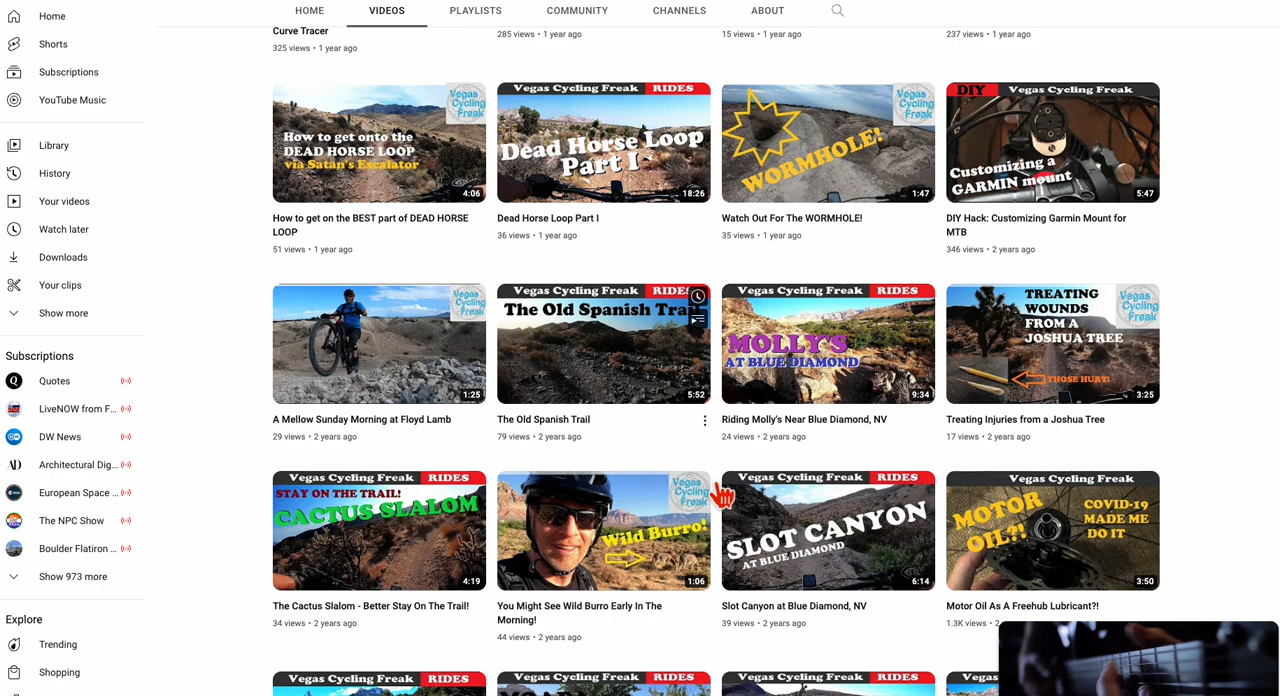 HOME VIDEOS PLAYLISTS COMMUNITY CHANNELS ABOUT
Home
Shorts
Subscriptions
YouTube Music
Library
History
Your videos
Watch later
Downloads
Your clips
Show more
Subscriptions
Quotes
LiveNOW from F...
DW News
Architectural Dig...
European Space ...
The NPC Show
Boulder Flatiron ...
Show 973 more
Explore
Trending
Shopping
Curve Tracer
325 views • 1 year ago
285 views • 1 year ago
15 views • 1 year ago
237 views • 1 year ago
Vegas
Cycling
Freak
How to get onto the
DEAD HORSE LOOP
via Satan's Escalator
4:06
How to get on the BEST part of DEAD HORSE
LOOP
51 views • 1 year ago
Vegas Cycling Freak RIDES
Dead Horse Loop
Part I
18:26
Dead Horse Loop Part I
36 views • 1 year ago
Vegas
Cycling
Freak
WORMHOLE!
1:47
Watch Out For The WORMHOLE!
35 views • 1 year ago
DIY Vegas Cycling Freak
Customizing a
GARMIN mount
5:47
DIY Hack: Customizing Garmin Mount for
MTB
346 views • 2 years ago
Vegas
Cycling
Freak
1:25
A Mellow Sunday Morning at Floyd Lamb
29 views • 2 years ago
Vegas Cycling Freak RIDES
The Old Spanish Trail
5:52
The Old Spanish Trail
79 views • 2 years ago
Vegas Cycling Freak RIDES
MOLLY'S
AT BLUE DIAMOND
9:34
Riding Molly's Near Blue Diamond, NV
24 views • 2 years ago
TREATING
WOUNDS
FROM A
JOSHUA TREE
Vegas
Cycling
Freak
THOSE HURT!
3:25
Treating Injuries from a Joshua Tree
17 views • 2 years ago
Vegas Cycling Freak RIDES
STAY ON THE TRAIL!
CACTUS SLALOM
4:19
The Cactus Slalom - Better Stay On The Trail!
34 views • 2 years ago
Vegas
Cycling
Freak
Wild Burro!
1:06
You Might See Wild Burro Early In The
Morning!
44 views • 2 years ago
Vegas Cycling Freak RIDES
SLOT CANYON
AT BLUE DIAMOND
6:14
Slot Canyon at Blue Diamond, NV
39 views • 2 years ago
Vegas Cycling Freak
MOTOR
OIL?!
COVID-19
MADE ME
DO IT
3:50
Motor Oil As A Freehub Lubricant?!
1.3K views • 2
Vegas Cycling Freak RIDES
Vegas Cycling Freak RIDES
Vegas Cycling Freak RIDES
Vegas Cycling Freak RIDES